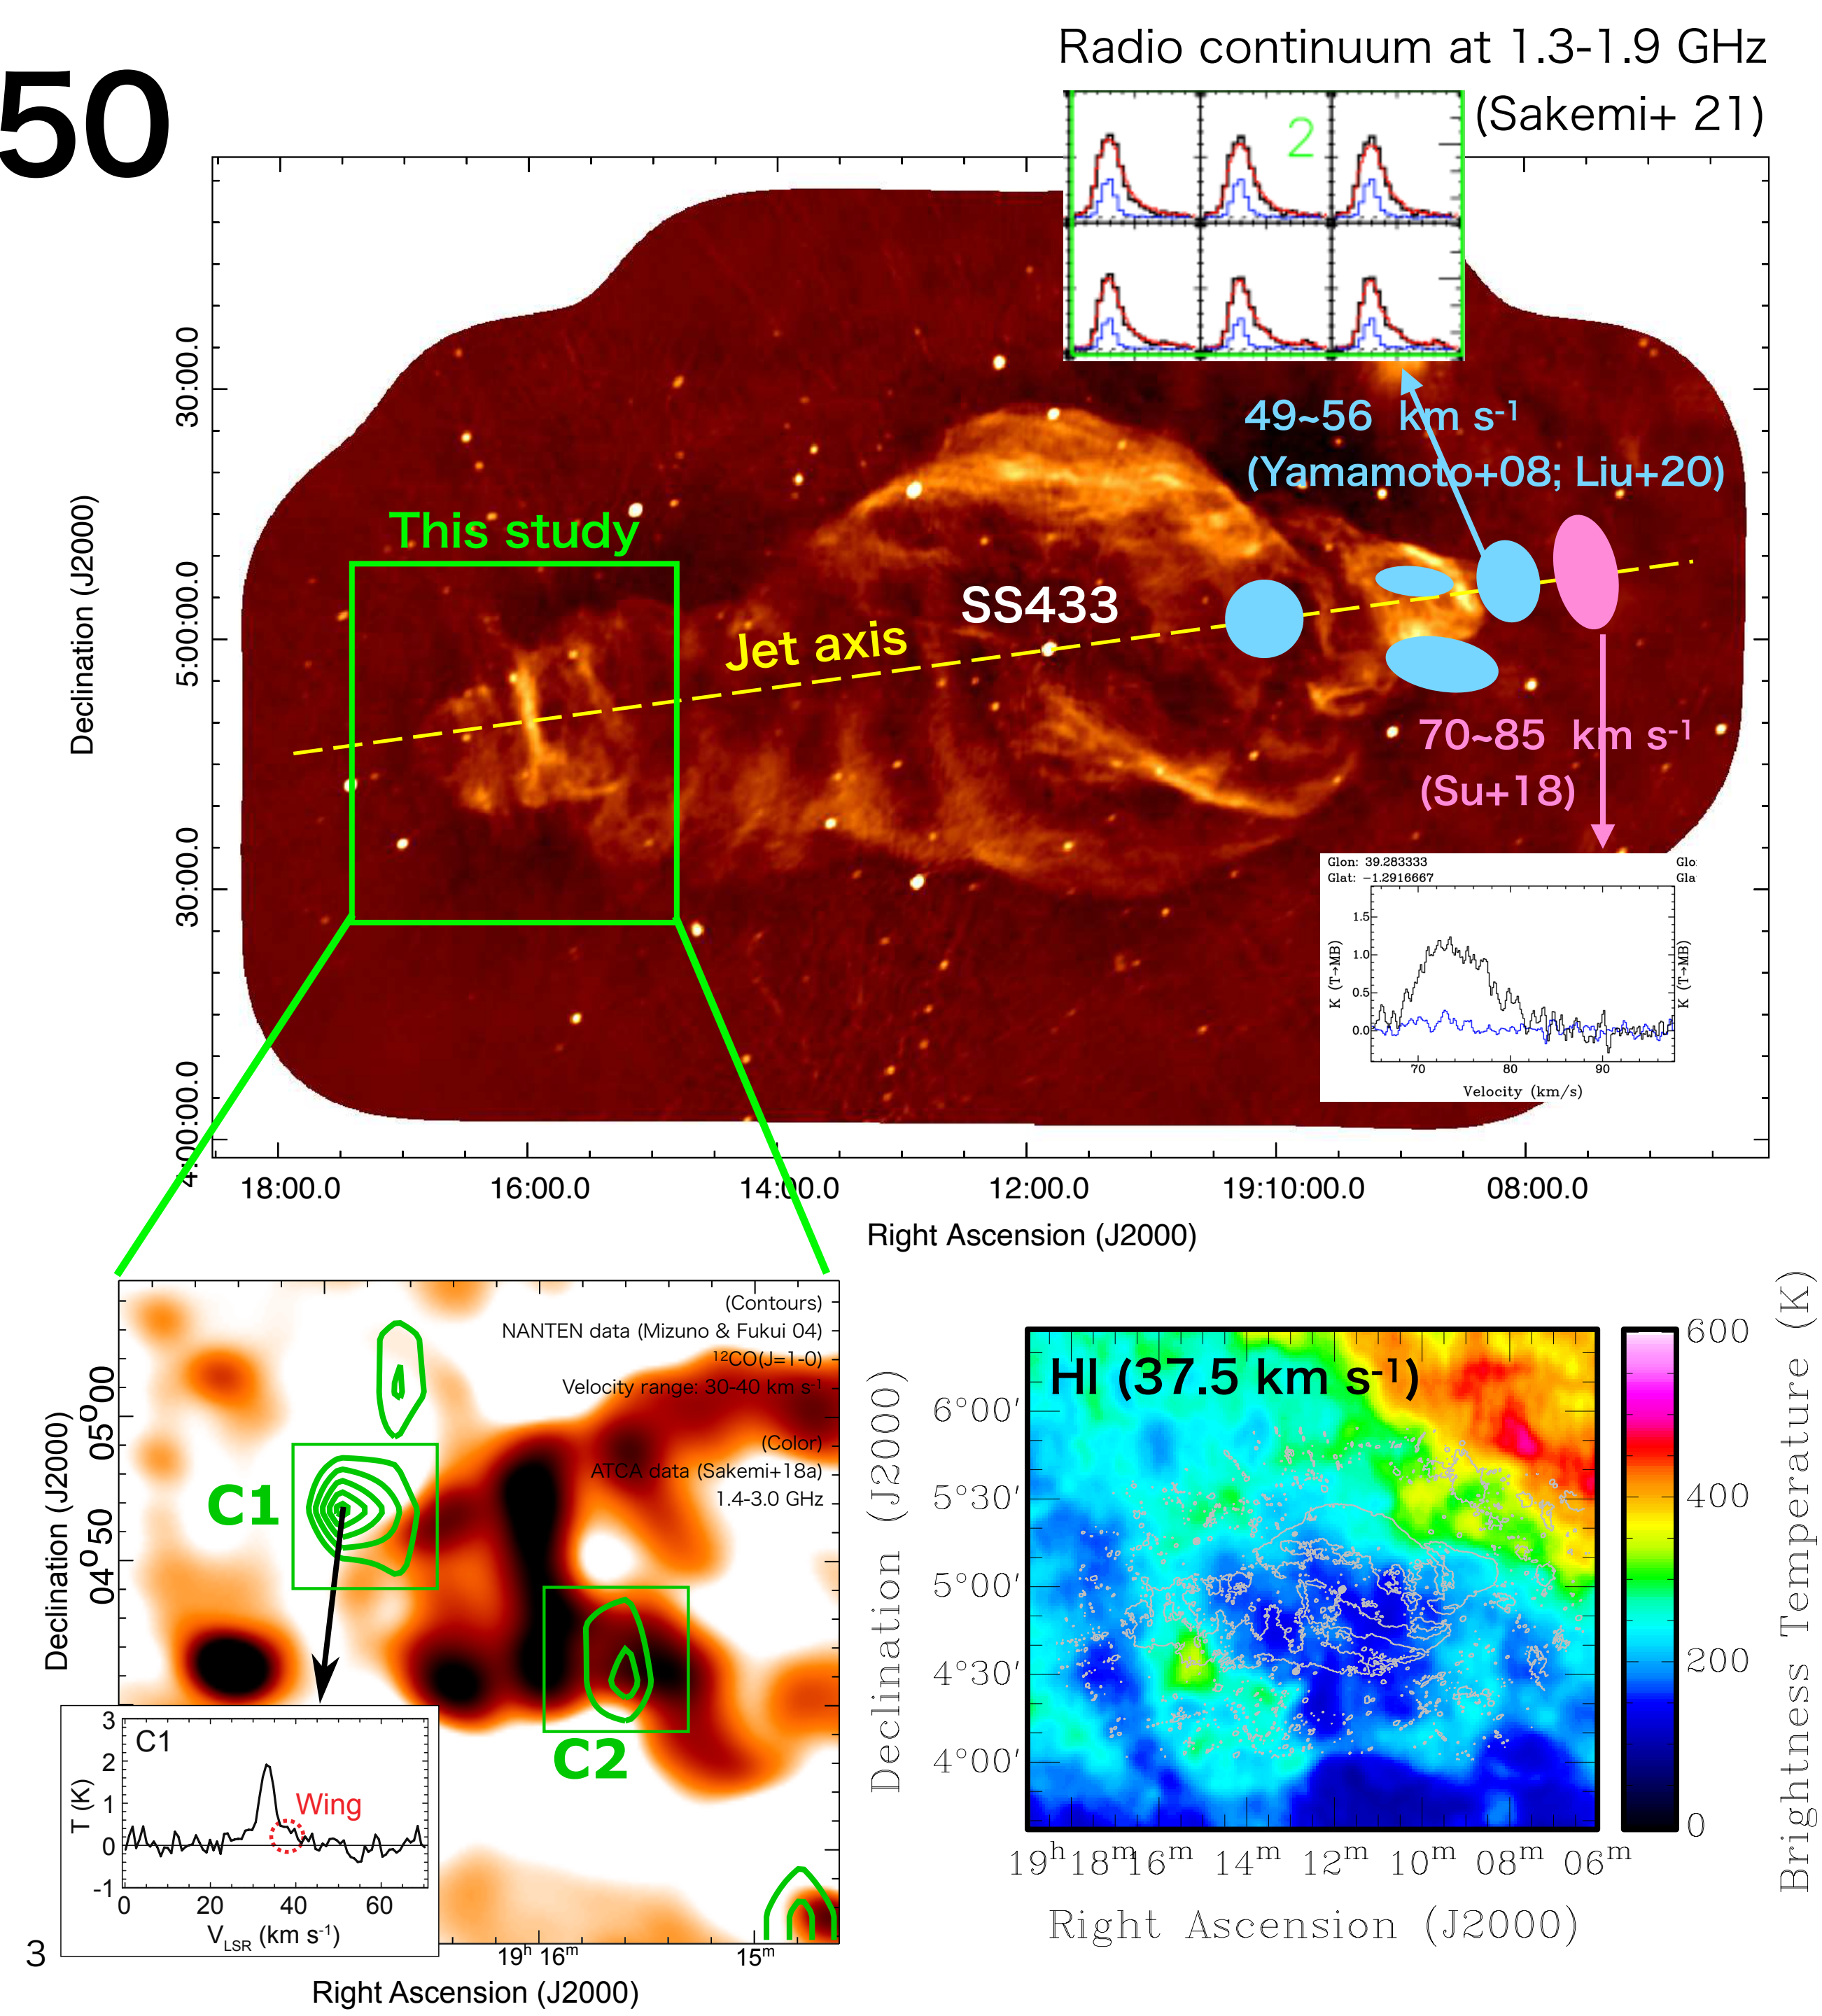 50
Radio continuum at 1.3-1.9 GHz
(Sakemi+ 21)
2
49~56 km s-1
(Yamamoto+08; Liu+20)
This study
SS433
Jet axis
70~85 km s-1
(Su+18)
Glon: 39.283333
Glat: −1.2916667
Glo
Gla
1.5
1.0
0.5
0.0
K (T→MB)
K (T→MB)
70 80 90
Velocity (km/s)
Declination (J2000)
30:00.0
5:00:00.0
30:00.0
4:00:00.0
18:00.0 16:00.0 14:00.0 12:00.0 19:10:00.0 08:00.0
Right Ascension (J2000)
(Contours)
NANTEN data (Mizuno & Fukui 04)
12CO(J=1-0)
Velocity range: 30-40 km s-1
(Color)
ATCA data (Sakemi+18a)
1.4-3.0 GHz
C1
C2
Declination (J2000)
05°00
04°50
C1
Wing
T (K)
3
2
1
0
-1
0 20 40 60
VLSR (km s-1)
19h 16m 15m
Right Ascension (J2000)
3
HI (37.5 km s-1)
Declination (J2000)
6°00′
5°30′
5°00′
4°30′
4°00′
19h18m 16m 14m 12m 10m 08m 06m
Right Ascension (J2000)
600
400
200
0
Brightness Temperature (K)